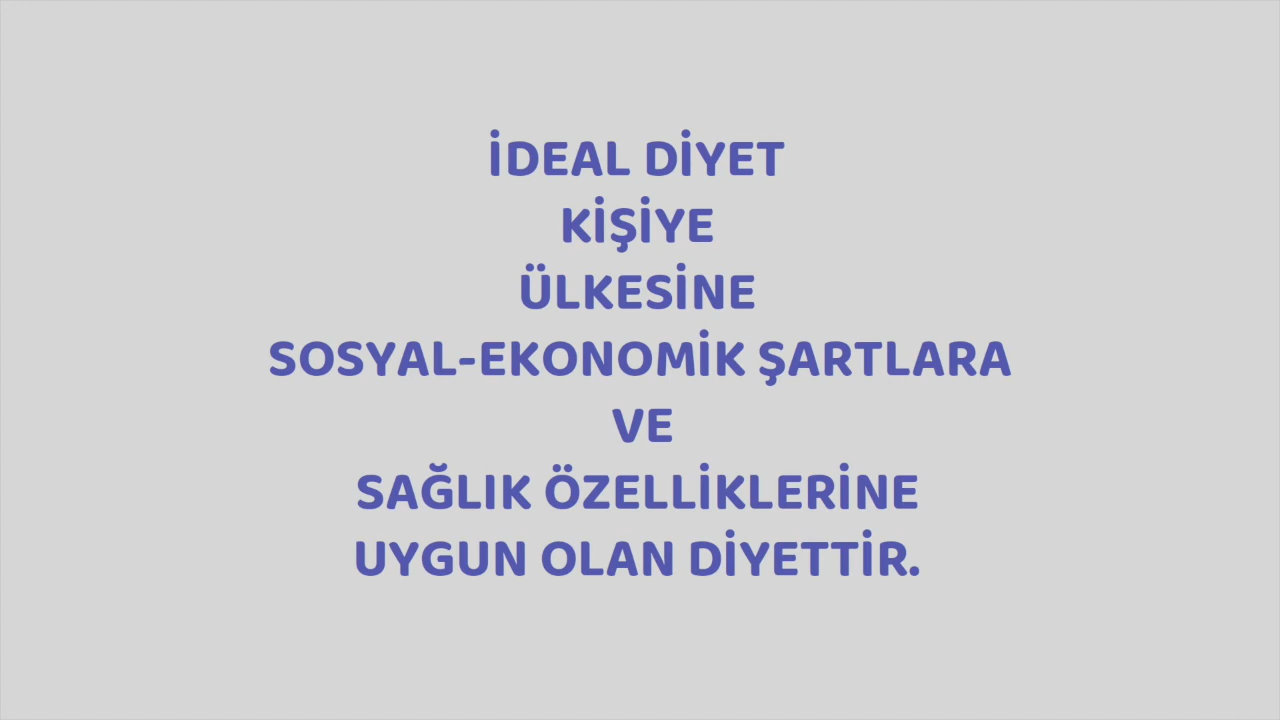 İDEAL DİYET
KİŞİYE
ÜLKESİNE
SOSYAL-EKONOMİK ŞARTLARA
VE
SAĞLIK ÖZELLİKLERİNE
UYGUN OLAN DİYETTİR.